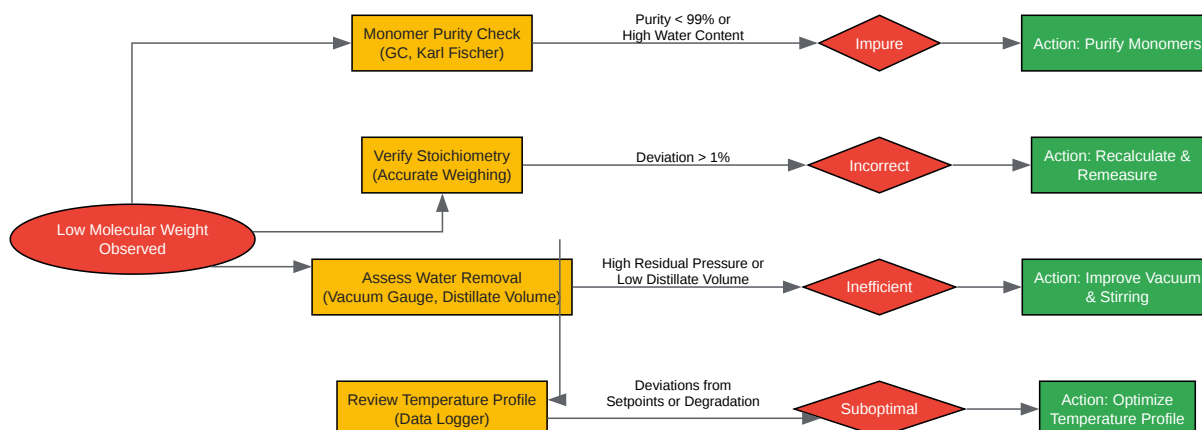 Monomer Purity Check
(GC, Karl Fischer)
Purity < 99% or
High Water Content
Impure
Action: Purify Monomers
Verify Stoichiometry
(Accurate Weighing)
Deviation > 1%
Incorrect
Action: Recalculate &
Remeasure
Low Molecular Weight
Observed
Assess Water Removal
(Vacuum Gauge, Distillate Volume)
High Residual Pressure or
Low Distillate Volume
Inefficient
Action: Improve Vacuum
& Stirring
Review Temperature Profile
(Data Logger)
Deviations from
Setpoints or Degradation
Suboptimal
Action: Optimize
Temperature Profile